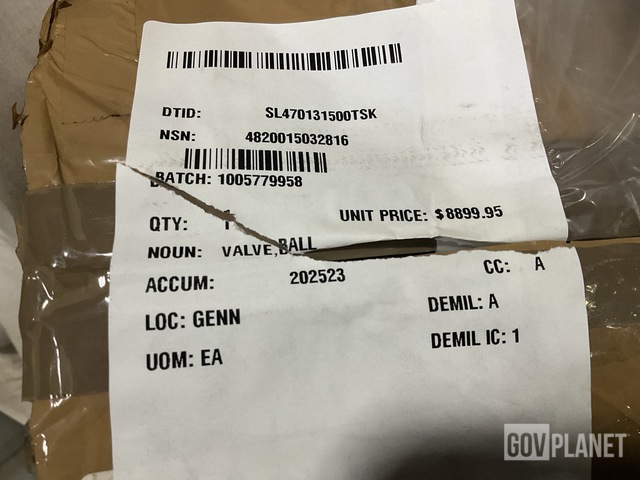 DTID: SL470131500TSK
NSN: 4820015032816
BATCH: 1005779958
QTY: 1 UNIT PRICE: $8899.95
NOUN: VALVE,BALL
ACCUM: 202523 CC: A
LOC: GENN DEMIL: A
UOM: EA DEMIL IC: 1
GOVPLANET